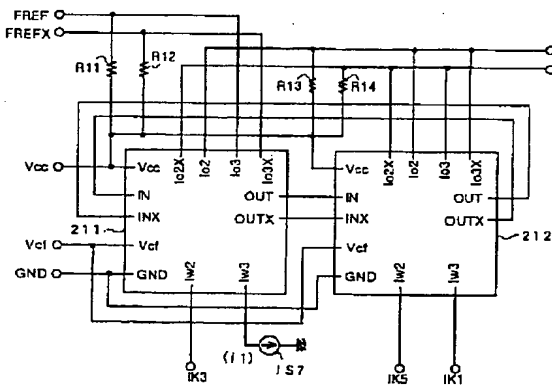 FREF
FREFX
R11
R12
R13
R14
Vcc
Io2X
Io2
Io3
Io3X
Vcc
Io2X
Io2
Io3
Io3X
IN
OUT
IN
OUT
INX
OUTX
INX
OUTX
211
212
Vcf
Vcf
Vcf
GND
GND
GND
Iw2
Iw3
Iw2
Iw3
(i1)
IS7
IK3
IK5
IK1